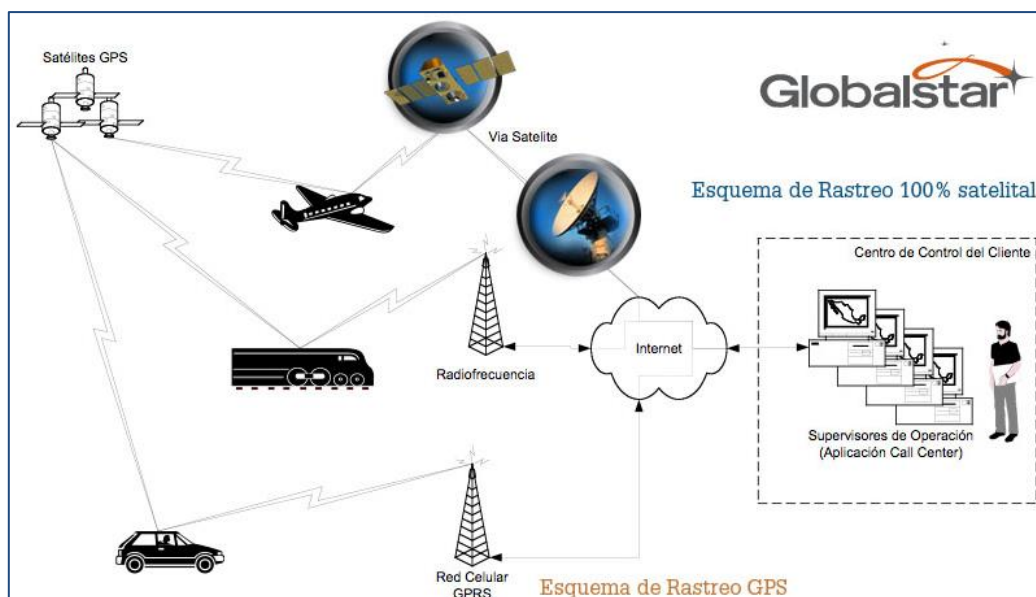 Satélites GPS
Globalstar
Via Satelite
Esquema de Rastreo 100% satelital
Centro de Control del Cliente
Internet
Radiofrecuencia
Supervisores de Operación
(Aplicación Call Center)
Red Celular
GPRS
Esquema de Rastreo GPS